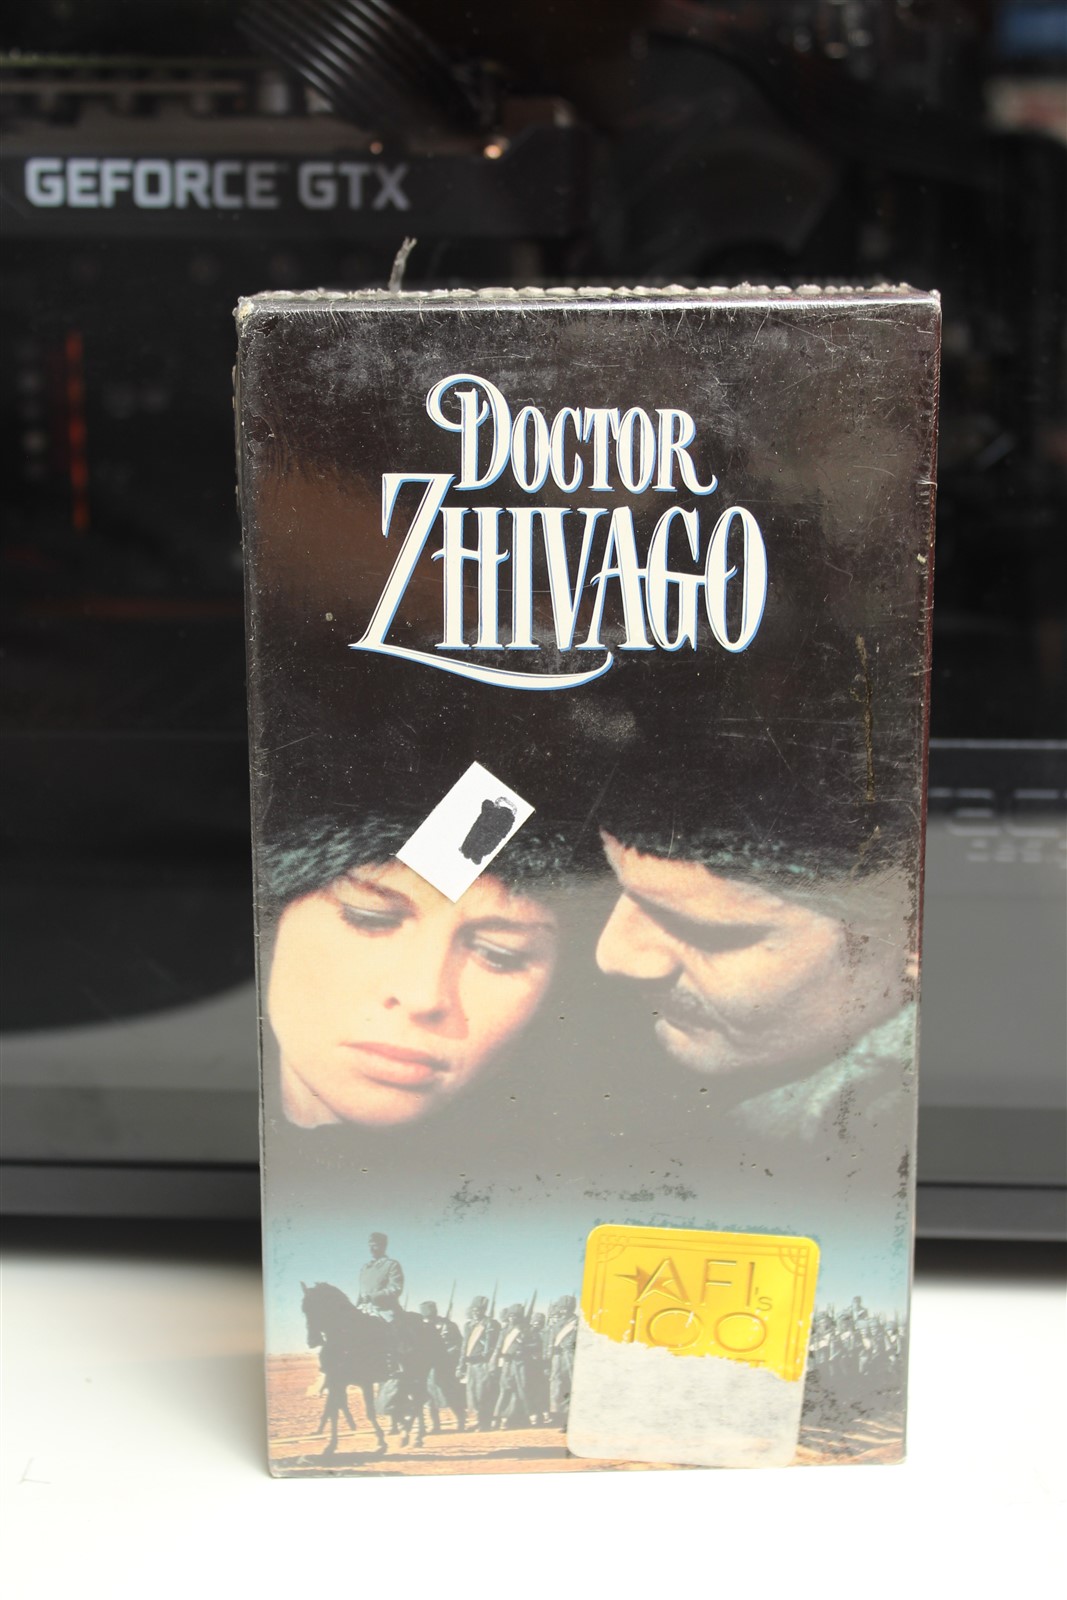 GEFORCE GTX
DOCTOR
ZHIVAGO
AFI's
100